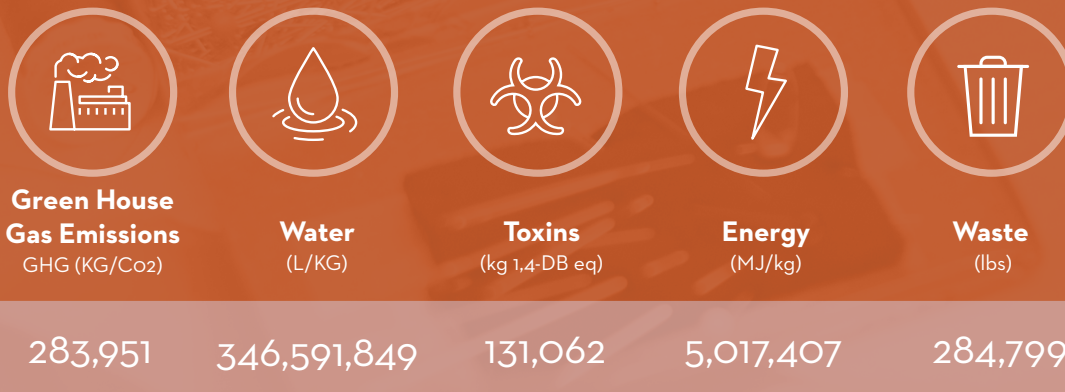 Green House
Gas Emissions
GHG (KG/Co2)
283,951
Water
(L/KG)
346,591,849
Toxins
(kg 1,4-DB eq)
131,062
Energy
(MJ/kg)
5,017,407
Waste
(lbs)
284,799